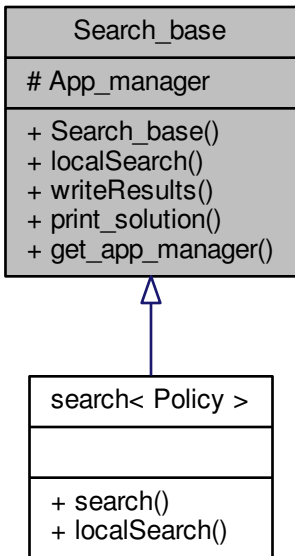 Search_base
# App_manager
+ Search_base()
+ localSearch()
+ writeResults()
+ print_solution()
+ get_app_manager()
search< Policy >
+ search()
+ localSearch()